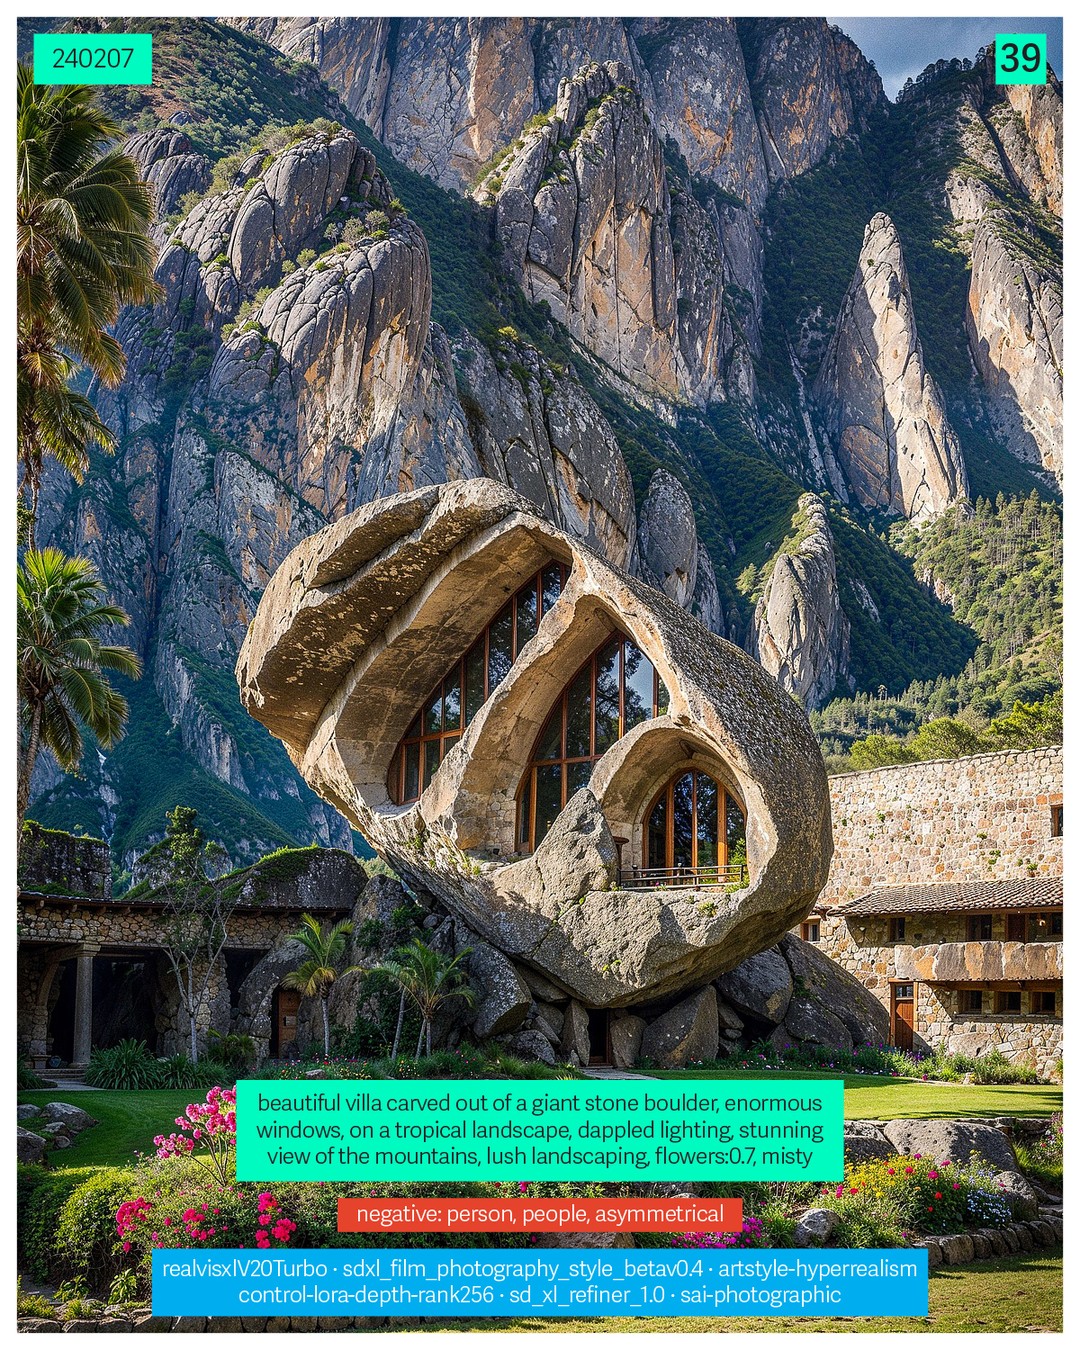 240207
39
beautiful villa carved out of a giant stone boulder, enormous
windows, on a tropical landscape, dappled lighting, stunning
view of the mountains, lush landscaping, flowers:0.7, misty
negative: person, people, asymmetrical
realvisxlV20Turbo · sdxl_film_photography_style_betav0.4 · artstyle-hyperrealism
control-lora-depth-rank256 · sd_xl_refiner_1.0 · sai-photographic